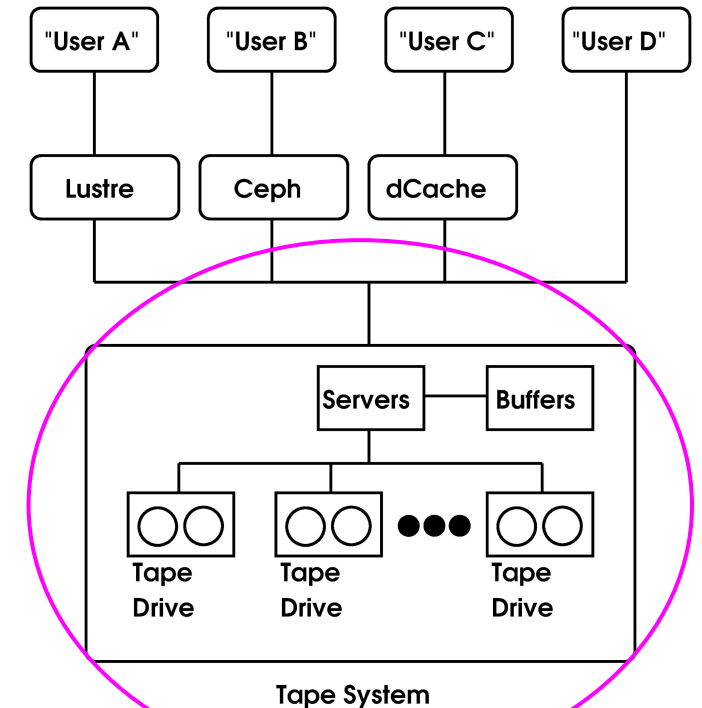 "User A"
"User B"
"User C"
"User D"
Lustre
Ceph
dCache
Servers
Buffers
Tape
Drive
Tape
Drive
Tape
Drive
Tape System